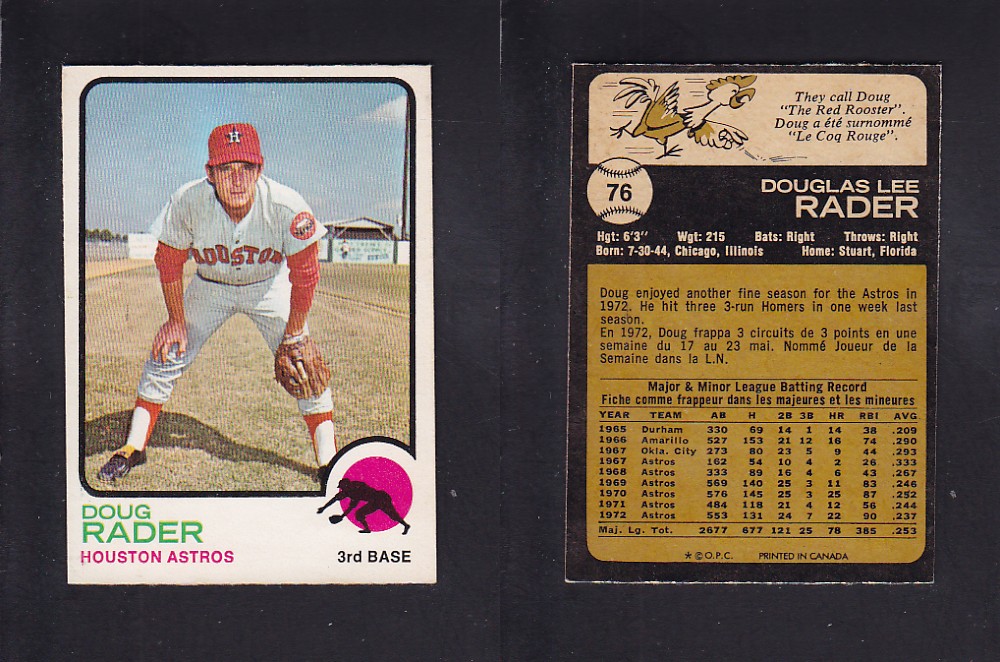 H
HOUSTON
DOUG
RADER
HOUSTON ASTROS
3rd BASE
They call Doug
"The Red Rooster".
Doug a été surnommé
"Le Coq Rouge".
76
DOUGLAS LEE
RADER
Hgt: 6'3" Wgt: 215 Bats: Right Throws: Right
Born: 7-30-44, Chicago, Illinois Home: Stuart, Florida
Doug enjoyed another fine season for the Astros in
1972. He hit three 3-run Homers in one week last
season.
En 1972, Doug frappa 3 circuits de 3 points en une
semaine du 17 au 23 mai. Nommé Joueur de la
Semaine dans la L.N.
Major & Minor League Batting Record
Fiche comme frappeur dans les majeures et les mineures
YEAR TEAM AB H 2B 3B HR RBI AVG.
1965 Durham 330 69 14 1 14 38 .209
1966 Amarillo 527 153 21 12 16 74 .290
1967 Okla. City 273 80 23 5 9 44 .293
1967 Astros 162 54 10 4 2 26 .333
1968 Astros 333 89 16 4 6 43 .267
1969 Astros 569 140 25 3 11 83 .246
1970 Astros 576 145 25 3 25 87 .252
1971 Astros 484 118 21 4 12 56 .244
1972 Astros 553 131 24 7 22 90 .237
Maj. Lg. Tot. 2677 677 121 25 78 385 .253
* © O.P.C. PRINTED IN CANADA